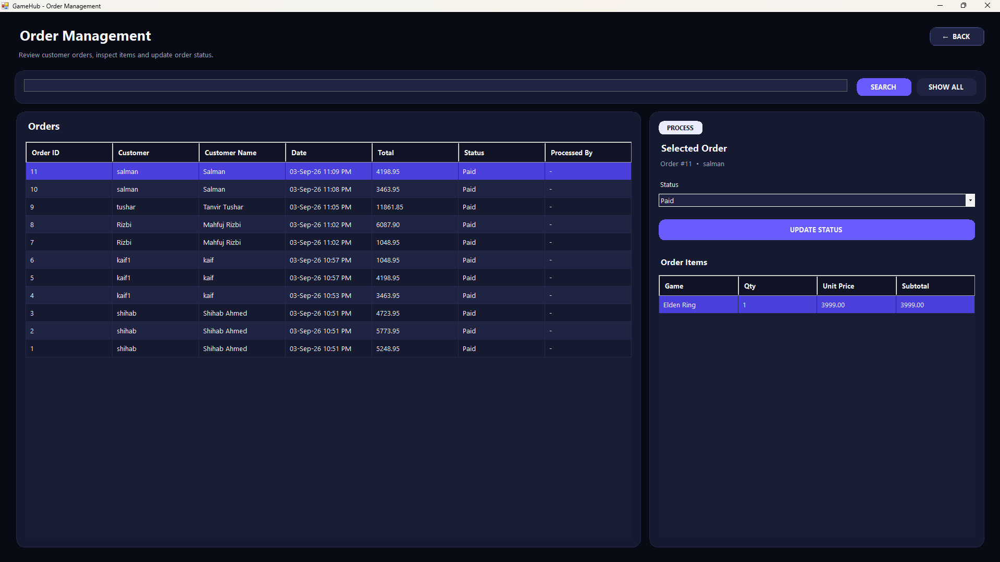 GameHub - Order Management
Order Management
← BACK
Review customer orders, inspect items and update order status.
SEARCH
SHOW ALL
Orders
Order ID Customer Customer Name Date Total Status Processed By
11 salman Salman 03-Sep-26 11:09 PM 4198.95 Paid -
10 salman Salman 03-Sep-26 11:08 PM 3463.95 Paid -
9 tushar Tanvir Tushar 03-Sep-26 11:05 PM 11861.85 Paid -
8 Rizbi Mahfuj Rizbi 03-Sep-26 11:02 PM 6087.90 Paid -
7 Rizbi Mahfuj Rizbi 03-Sep-26 11:02 PM 1048.95 Paid -
6 kaif1 kaif 03-Sep-26 10:57 PM 1048.95 Paid -
5 kaif1 kaif 03-Sep-26 10:57 PM 4198.95 Paid -
4 kaif1 kaif 03-Sep-26 10:53 PM 3463.95 Paid -
3 shihab Shihab Ahmed 03-Sep-26 10:51 PM 4723.95 Paid -
2 shihab Shihab Ahmed 03-Sep-26 10:51 PM 5773.95 Paid -
1 shihab Shihab Ahmed 03-Sep-26 10:51 PM 5248.95 Paid -
PROCESS
Selected Order
Order #11 • salman
Status
Paid
UPDATE STATUS
Order Items
Game Qty Unit Price Subtotal
Elden Ring 1 3999.00 3999.00